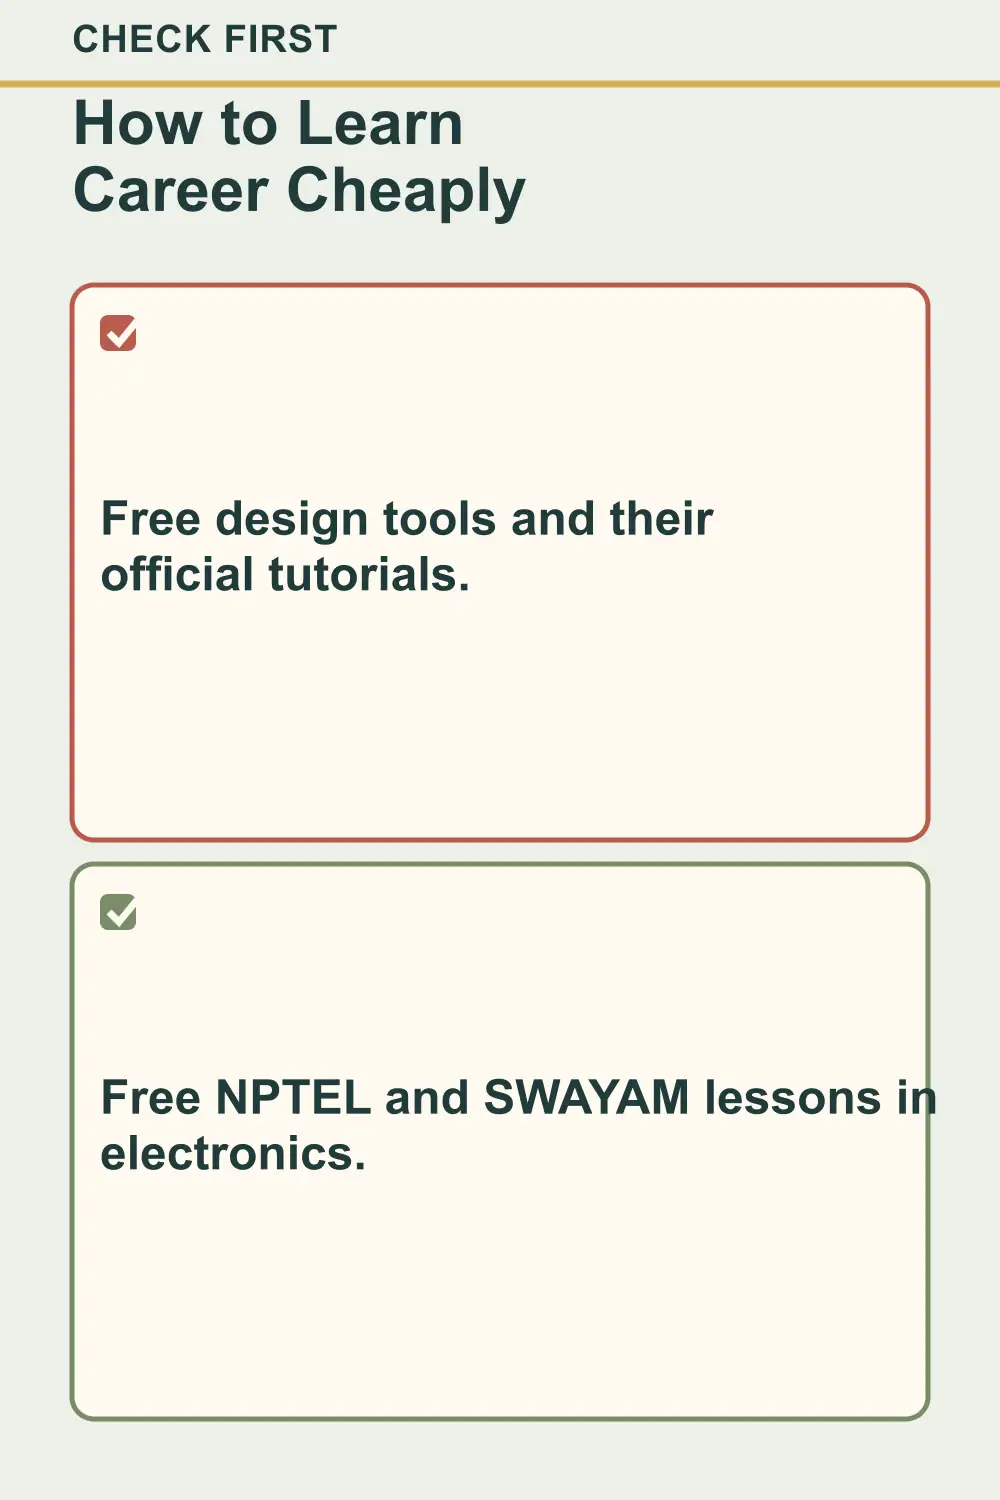 CHECK FIRST
How to Learn
Career Cheaply
Free design tools and their
official tutorials.
Free NPTEL and SWAYAM lessons in
electronics.